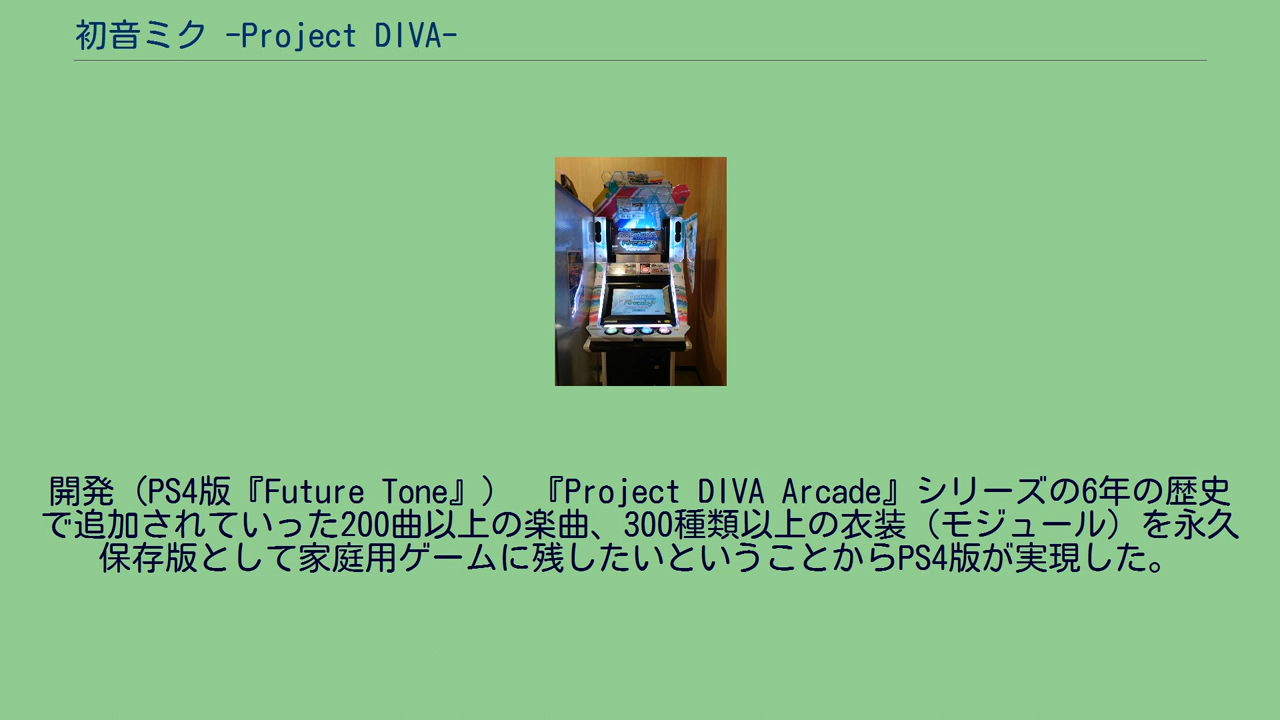 初音ミク -Project DIVA-
開発（PS4版『Future Tone』） 『Project DIVA Arcade』シリーズの6年の歴史
で追加されていった200曲以上の楽曲、300種類以上の衣装（モジュール）を永久
保存版として家庭用ゲームに残したいということからPS4版が実現した。